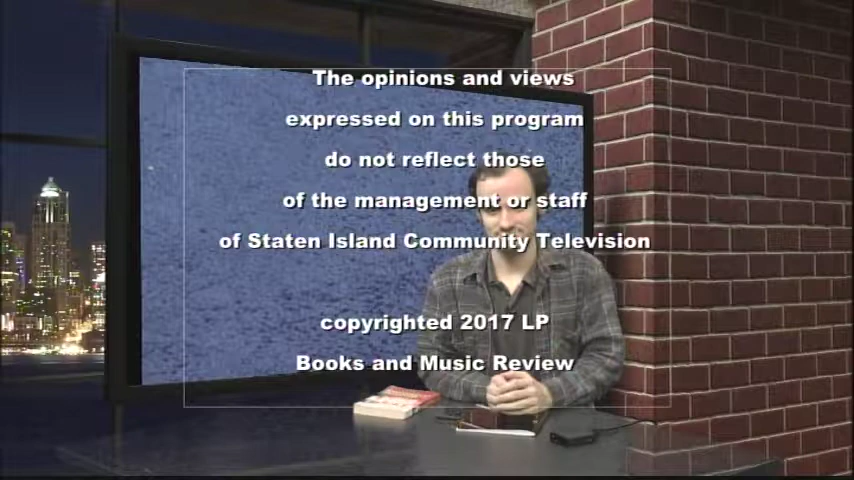 The opinions and views
expressed on this program
do not reflect those
of the management or staff
of Staten Island Community Television
copyrighted 2017 LP
Books and Music Review